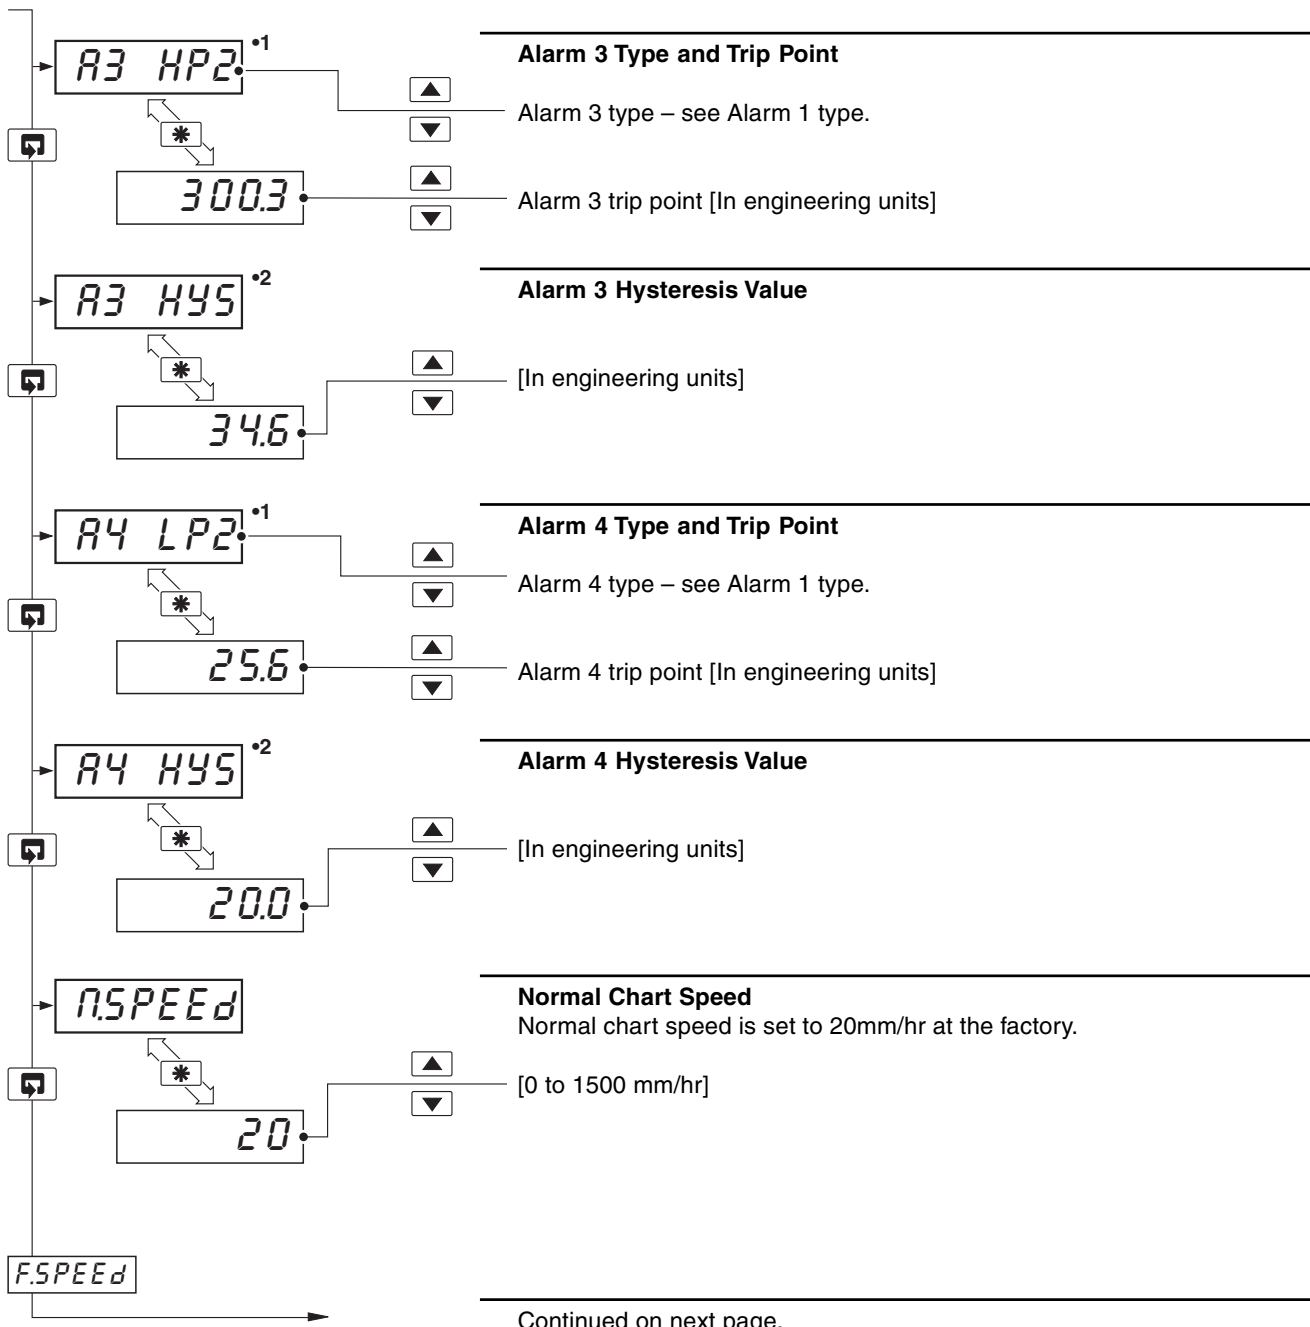 A3 HP2 •1
Alarm 3 Type and Trip Point
Alarm 3 type – see Alarm 1 type.
300.3
Alarm 3 trip point [In engineering units]
A3 HYS •2
Alarm 3 Hysteresis Value
[In engineering units]
34.6
A4 LP2 •1
Alarm 4 Type and Trip Point
Alarm 4 type – see Alarm 1 type.
25.6
Alarm 4 trip point [In engineering units]
A4 HYS •2
Alarm 4 Hysteresis Value
[In engineering units]
20.0
N.SPEEd
Normal Chart Speed
Normal chart speed is set to 20mm/hr at the factory.
[0 to 1500 mm/hr]
20
F.SPEEd
Continued on next page.